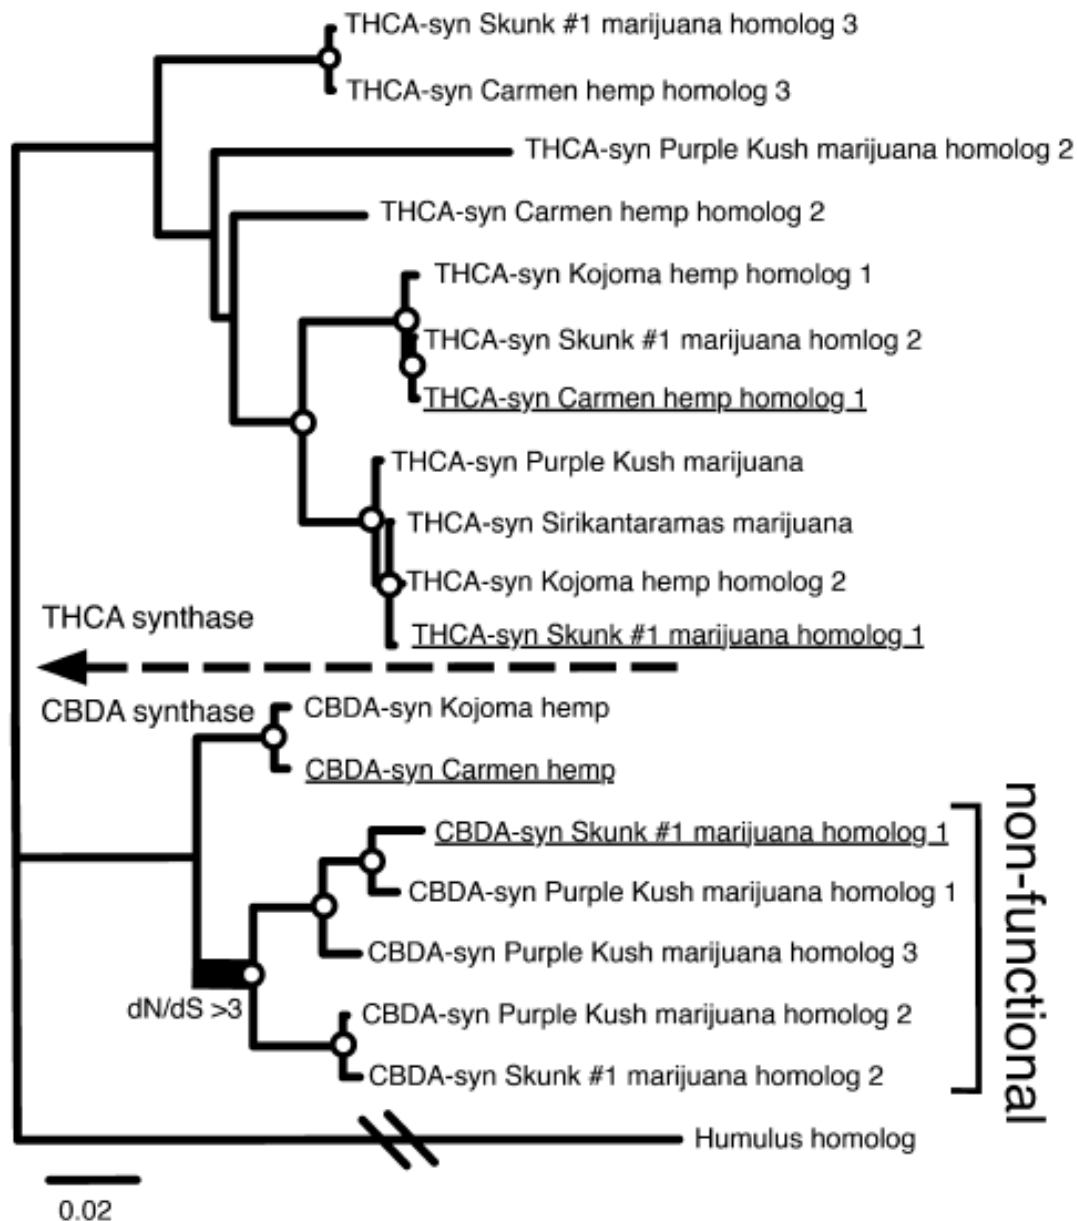 THCA-syn Skunk #1 marijuana homolog 3
THCA-syn Carmen hemp homolog 3
THCA-syn Purple Kush marijuana homolog 2
THCA-syn Carmen hemp homolog 2
THCA-syn Kojoma hemp homolog 1
THCA-syn Skunk #1 marijuana homlog 2
THCA-syn Carmen hemp homolog 1
THCA-syn Purple Kush marijuana
THCA-syn Sirikantaramas marijuana
THCA-syn Kojoma hemp homolog 2
THCA synthase
THCA-syn Skunk #1 marijuana homolog 1
CBDA synthase
CBDA-syn Kojoma hemp
CBDA-syn Carmen hemp
CBDA-syn Skunk #1 marijuana homolog 1
CBDA-syn Purple Kush marijuana homolog 1
CBDA-syn Purple Kush marijuana homolog 3
dN/dS >3
CBDA-syn Purple Kush marijuana homolog 2
CBDA-syn Skunk #1 marijuana homolog 2
non-functional
Humulus homolog
0.02